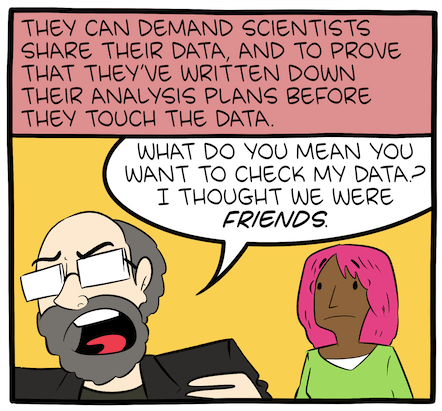 THEY CAN DEMAND SCIENTISTS
SHARE THEIR DATA, AND TO PROVE
THAT THEY'VE WRITTEN DOWN
THEIR ANALYSIS PLANS BEFORE
THEY TOUCH THE DATA.
WHAT DO YOU MEAN YOU
WANT TO CHECK MY DATA?
I THOUGHT WE WERE
FRIENDS.